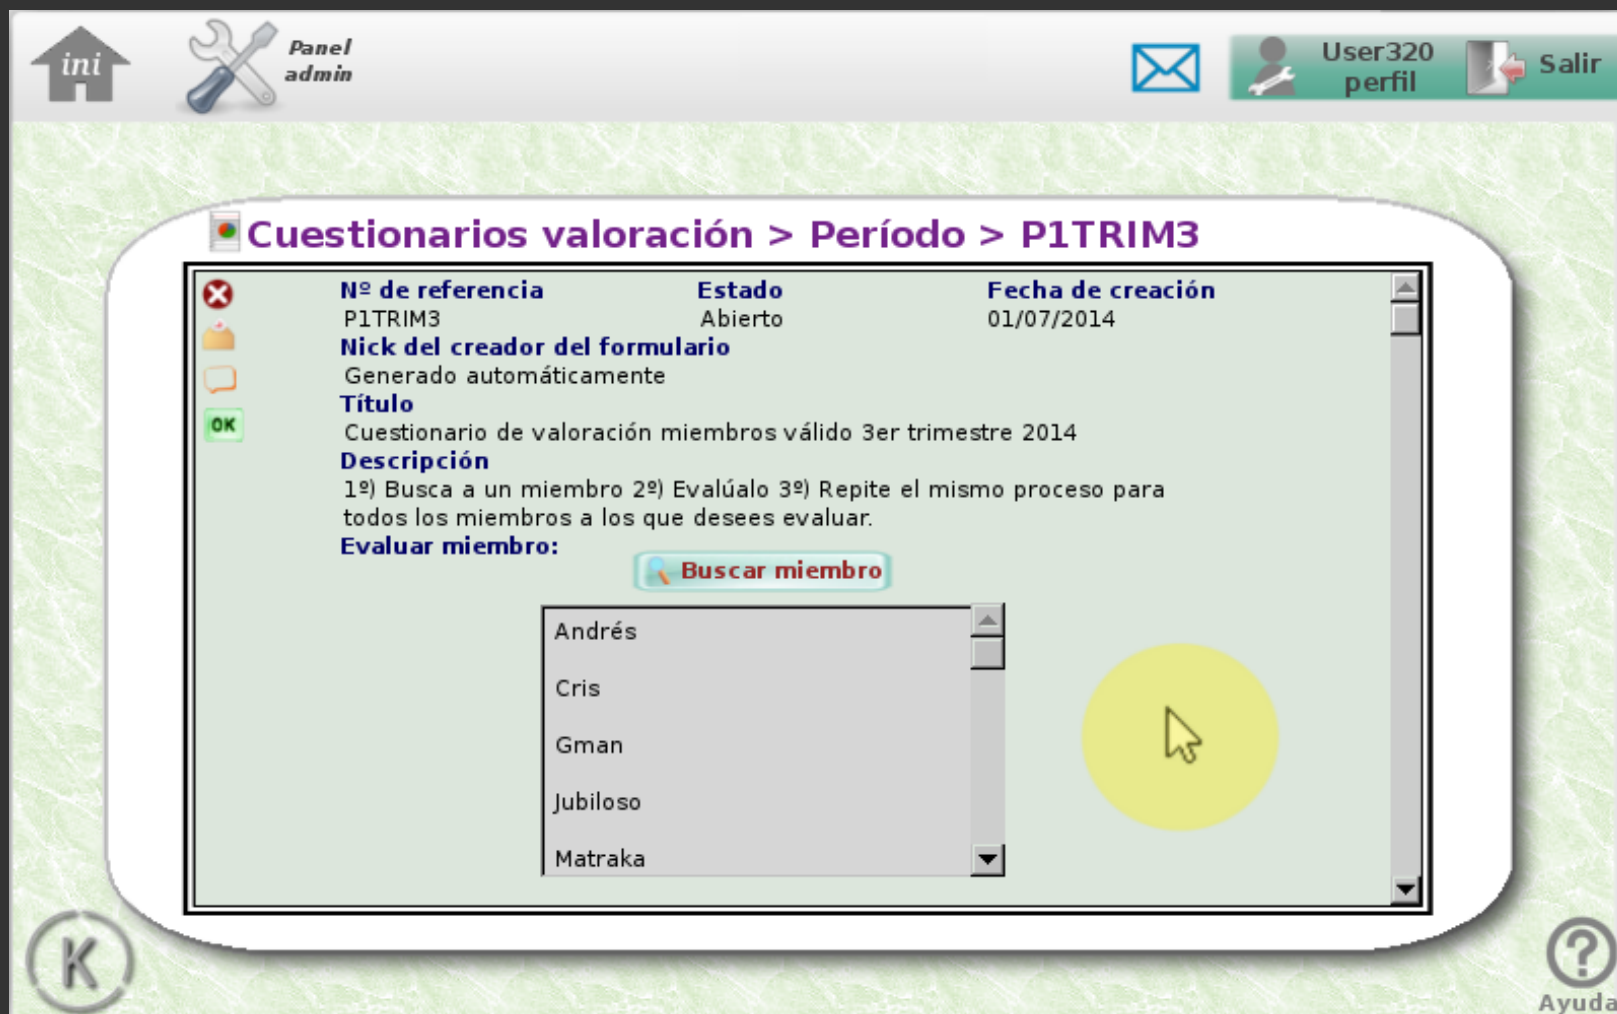 ini
Panel
admin
User320
perfil
Salir
Cuestionarios valoración > Período > P1TRIM3
Nº de referencia Estado Fecha de creación
P1TRIM3 Abierto 01/07/2014
Nick del creador del formulario
Generado automáticamente
Título
OK
Cuestionario de valoración miembros válido 3er trimestre 2014
Descripción
1º) Busca a un miembro 2º) Evalúalo 3º) Repite el mismo proceso para
todos los miembros a los que desees evaluar.
Evaluar miembro:
Buscar miembro
Andrés
Cris
Gman
Jubiloso
Matraka
K
?
Ayuda